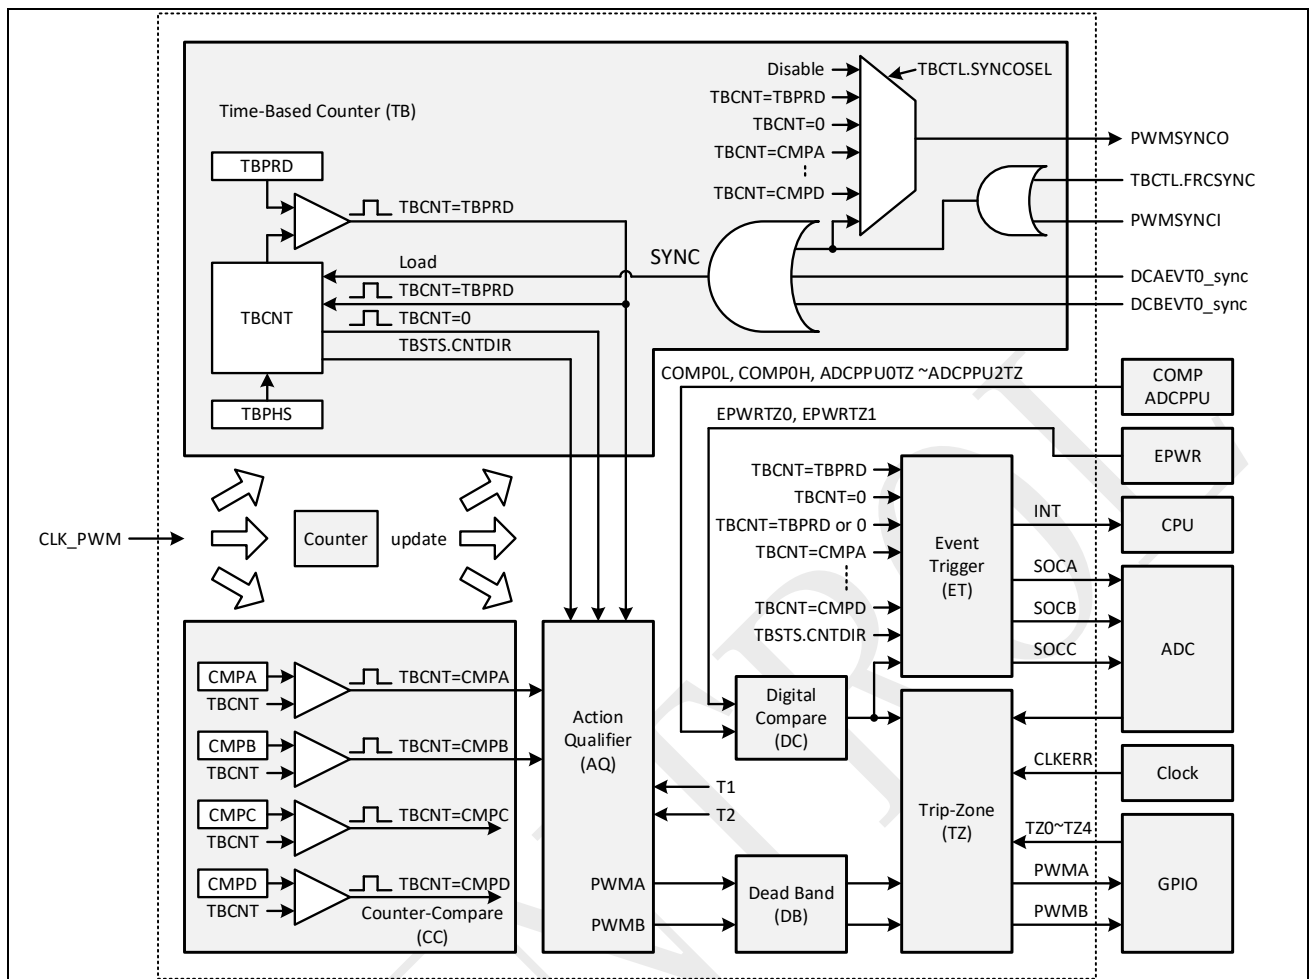 Disable
TBCTL.SYNCOSEL
TBCNT=TBPRD
Time-Based Counter (TB)
TBCNT=0
PWMSYNCO
TBCNT=CMPA
TBPRD
TBCTL.FRCSYNC
TBCNT=CMPD
TBCNT=TBPRD
PWMSYNCI
SYNC
Load
DCAEVT0_sync
TBCNT=TBPRD
DCBEVT0_sync
TBCNT
TBCNT=0
TBSTS.CNTDIR
COMP0L, COMP0H, ADCPPU0TZ ~ADCPPU2TZ
COMP
ADCPPU
TBPHS
EPWRTZ0, EPWRTZ1
EPWR
TBCNT=TBPRD
TBCNT=0
INT
TBCNT=TBPRD or 0
CPU
CLK_PWM
Counter
update
Event
Trigger
(ET)
TBCNT=CMPA
SOCA
TBCNT=CMPD
SOCB
TBSTS.CNTDIR
SOCC
ADC
CMPA
TBCNT
TBCNT=CMPA
Digital
Compare
(DC)
Action
Qualifier
(AQ)
CMPB
TBCNT
TBCNT=CMPB
CLKERR
Clock
T1
T2
CMPC
TBCNT
TBCNT=CMPC
Trip-Zone
(TZ)
TZ0~TZ4
CMPD
TBCNT
TBCNT=CMPD
PWMA
Dead Band
(DB)
PWMA
GPIO
Counter-Compare
(CC)
PWMB
PWMB